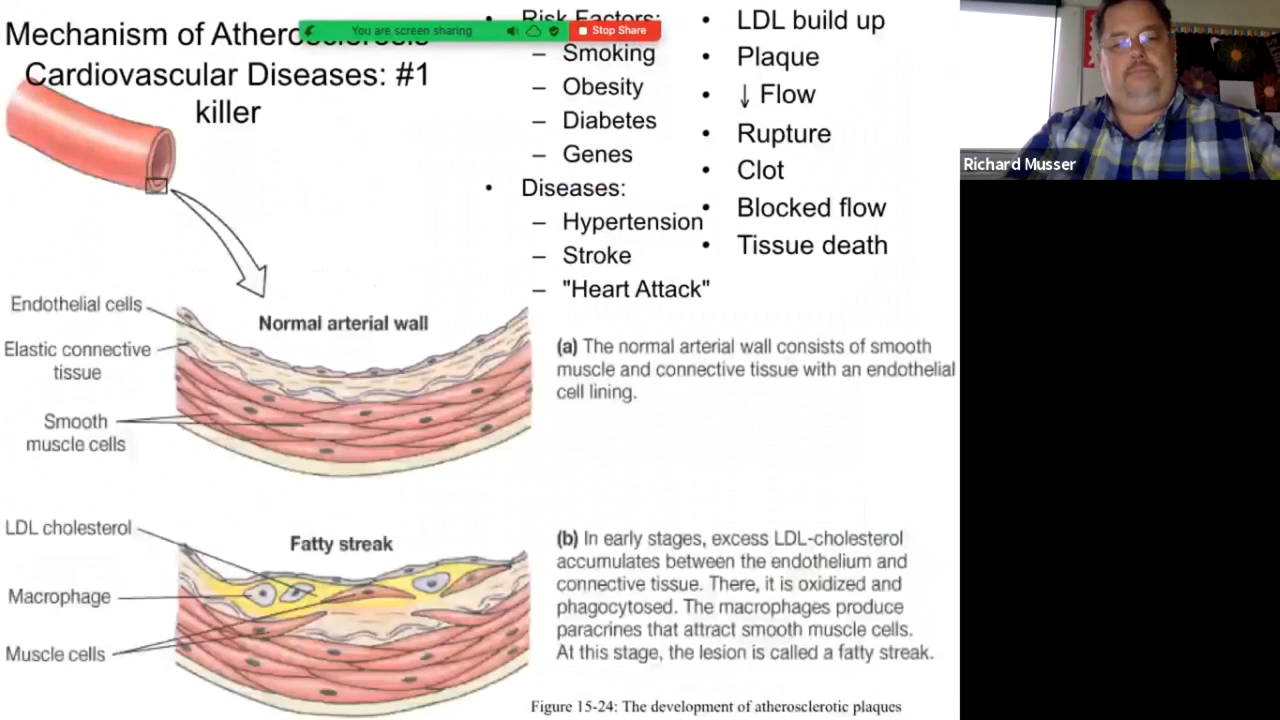 Mechanism of Atherosclerosis
Cardiovascular Diseases: #1
killer
You are screen sharing
Stop Share
• Risk Factors:
– Smoking
– Obesity
– Diabetes
– Genes
• Diseases:
– Hypertension
– Stroke
– "Heart Attack"
• LDL build up
• Plaque
• ↓ Flow
• Rupture
• Clot
• Blocked flow
• Tissue death
Richard Musser
Endothelial cells
Normal arterial wall
Elastic connective
tissue
Smooth
muscle cells
(a) The normal arterial wall consists of smooth
muscle and connective tissue with an endothelial
cell lining.
LDL cholesterol
Fatty streak
Macrophage
Muscle cells
(b) In early stages, excess LDL-cholesterol
accumulates between the endothelium and
connective tissue. There, it is oxidized and
phagocytosed. The macrophages produce
paracrines that attract smooth muscle cells.
At this stage, the lesion is called a fatty streak.
Figure 15-24: The development of atherosclerotic plaques